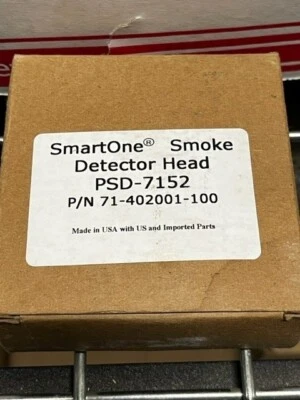 SmartOne® Smoke
Detector Head
PSD-7152
P/N 71-402001-100
Made in USA with US and Imported Parts